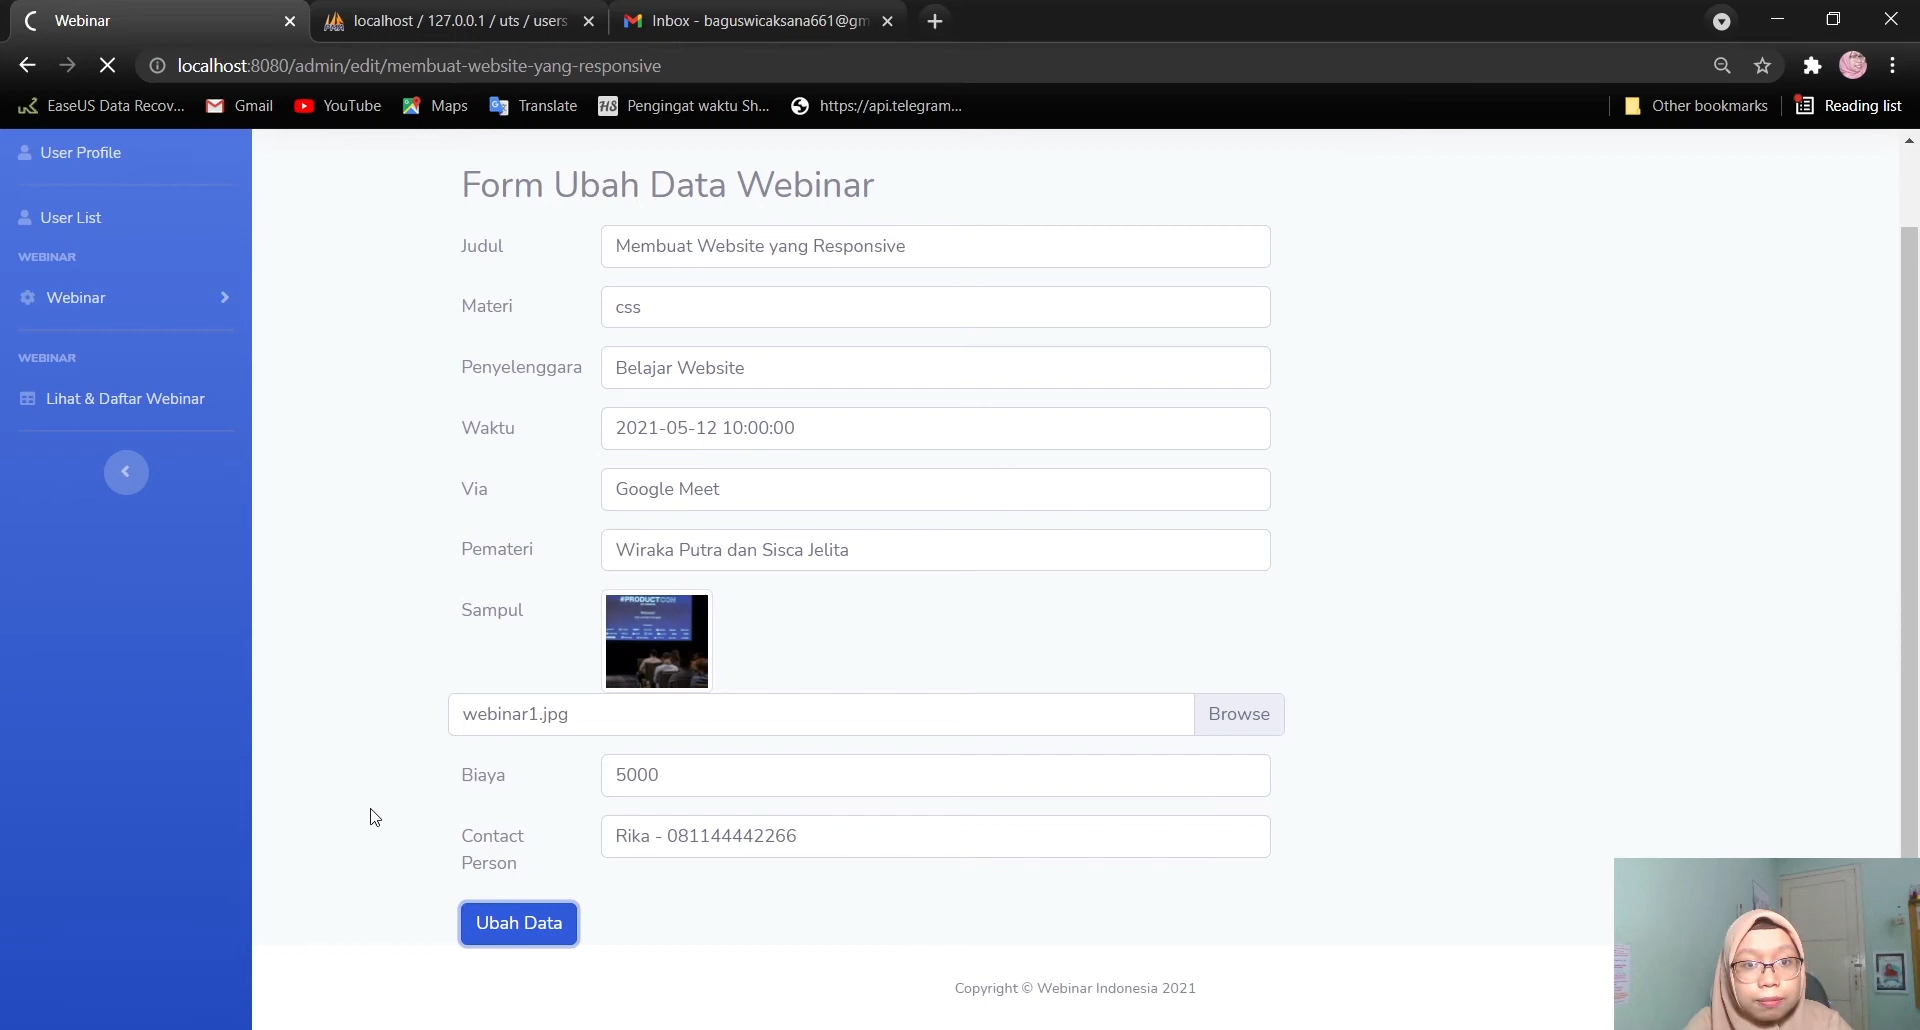 Webinar
localhost / 127.0.0.1 / uts / users
Inbox - baguswicaksana661@gm
localhost:8080/admin/edit/membuat-website-yang-responsive
EaseUS Data Recov...
Gmail
YouTube
Maps
Translate
HS
Pengingat waktu Sh...
https://api.telegram...
Other bookmarks
Reading list
User Profile
User List
WEBINAR
Webinar
WEBINAR
Lihat & Daftar Webinar
Form Ubah Data Webinar
Judul
Membuat Website yang Responsive
Materi
css
Penyelenggara
Belajar Website
Waktu
2021-05-12 10:00:00
Via
Google Meet
Pemateri
Wiraka Putra dan Sisca Jelita
Sampul
#PRODUCTCON
webinar1.jpg
Browse
Biaya
5000
Contact
Person
Rika - 081144442266
Ubah Data
Copyright © Webinar Indonesia 2021